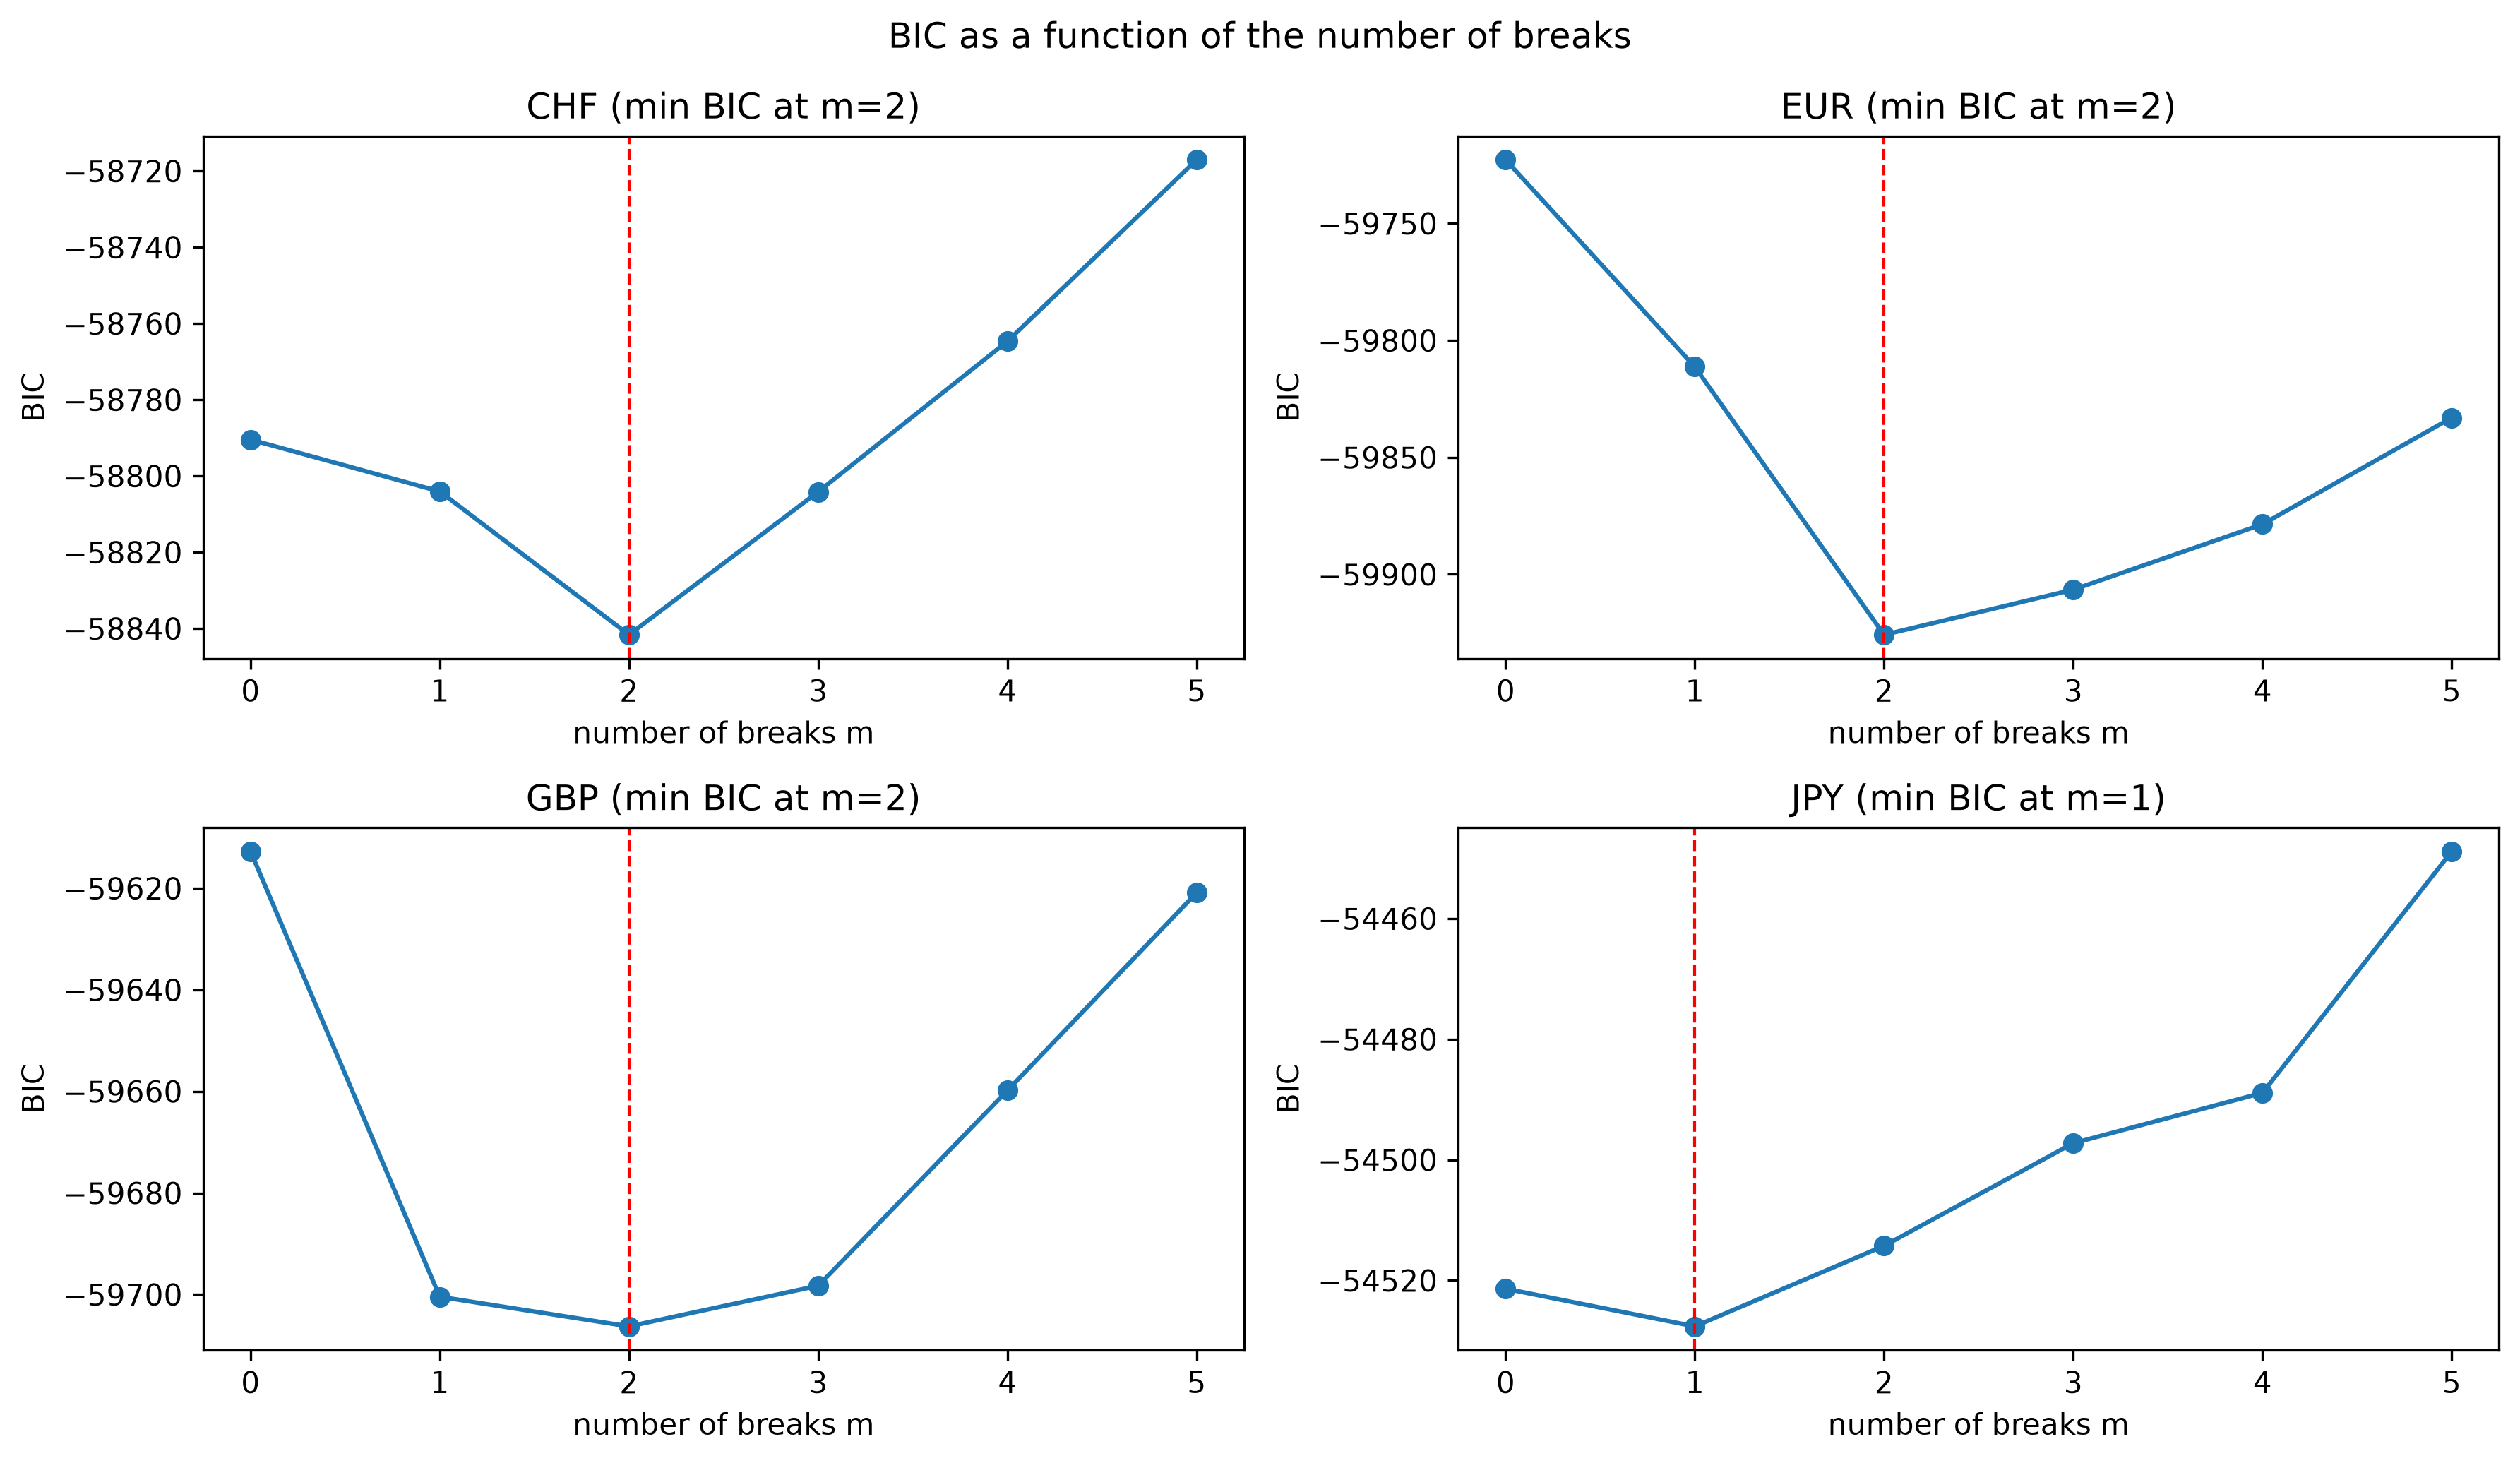 BIC as a function of the number of breaks
CHF (min BIC at m=2)
BIC
−58720
−58740
−58760
−58780
−58800
−58820
−58840
0 1 2 3 4 5
number of breaks m
EUR (min BIC at m=2)
BIC
−59750
−59800
−59850
−59900
0 1 2 3 4 5
number of breaks m
GBP (min BIC at m=2)
BIC
−59620
−59640
−59660
−59680
−59700
0 1 2 3 4 5
number of breaks m
JPY (min BIC at m=1)
BIC
−54460
−54480
−54500
−54520
0 1 2 3 4 5
number of breaks m